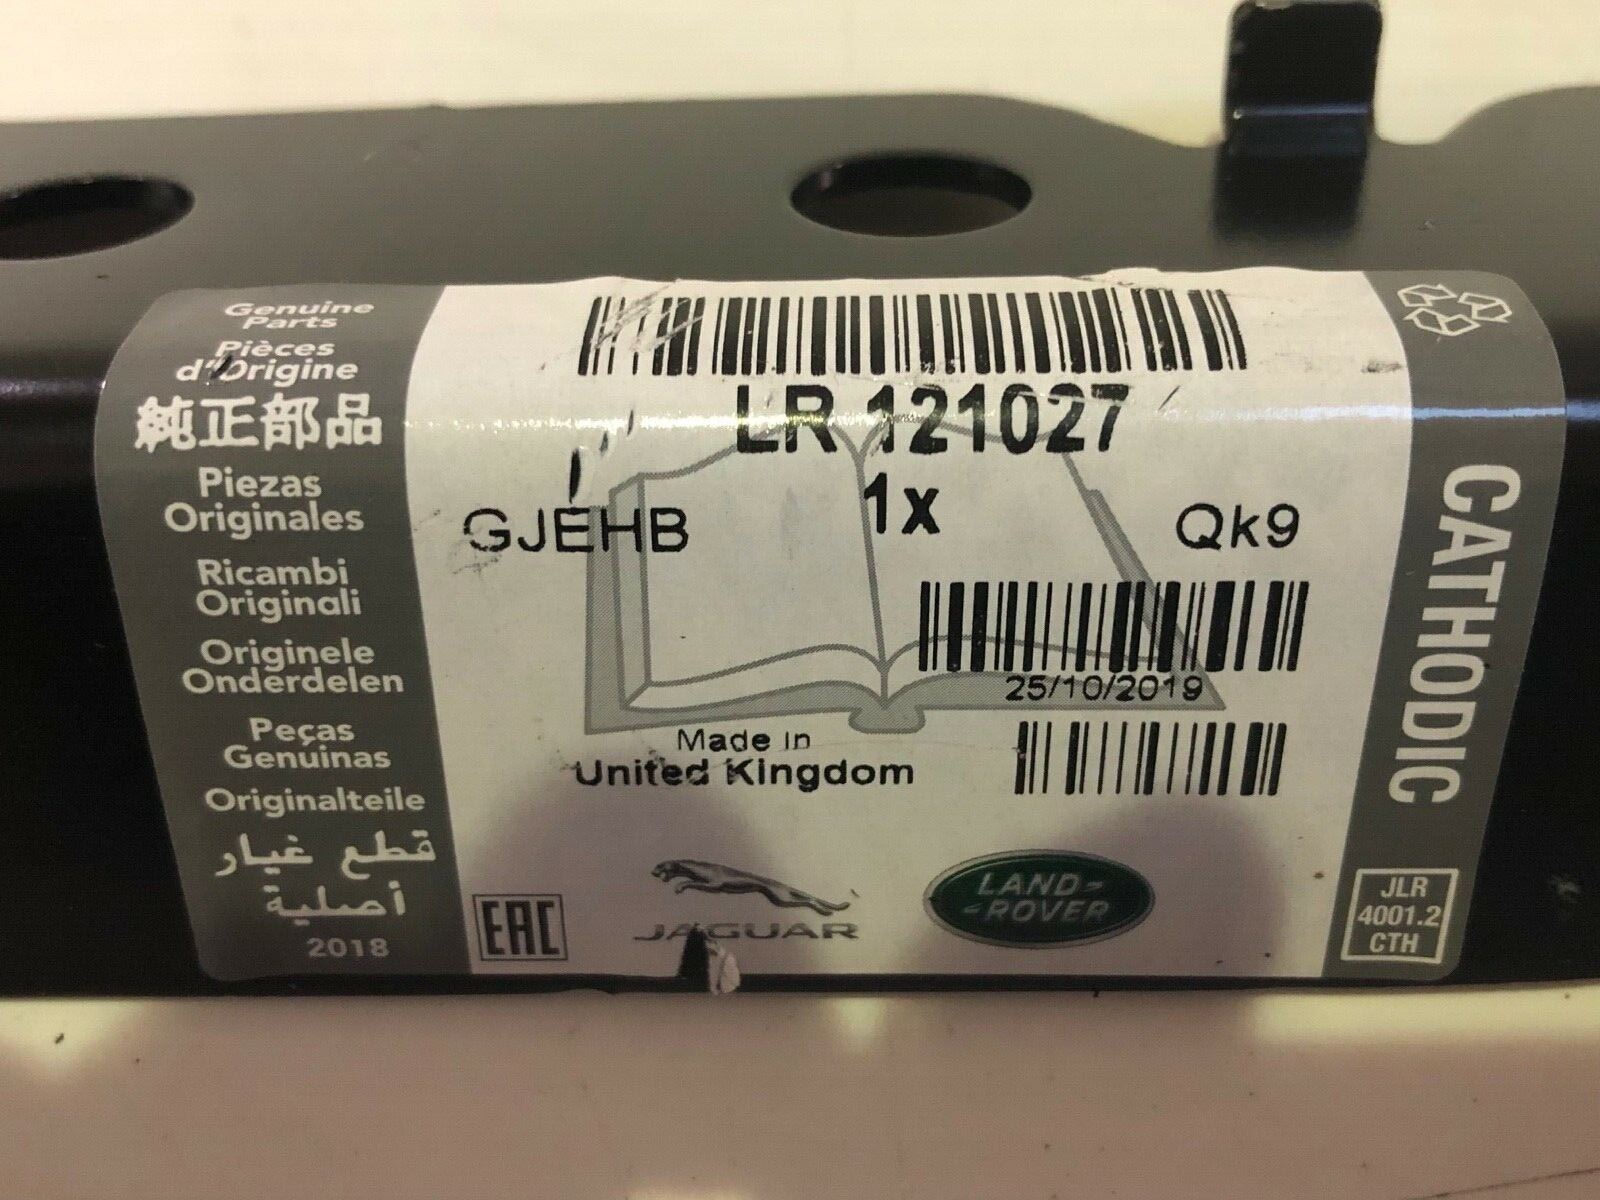 Genuine
Parts
Pièces
d'Origine
純正部品
Piezas
Originales
Ricambi
Originali
Originele
Onderdelen
Peças
Genuinas
Originalteile
قطع غيار
أصلية
2018
LR 121027
1x
GJEHB
Qk9
25/10/2019
Made in
United Kingdom
EAC
JAGUAR
LAND-
-ROVER
CATHODIC
JLR
4001.2
CTH